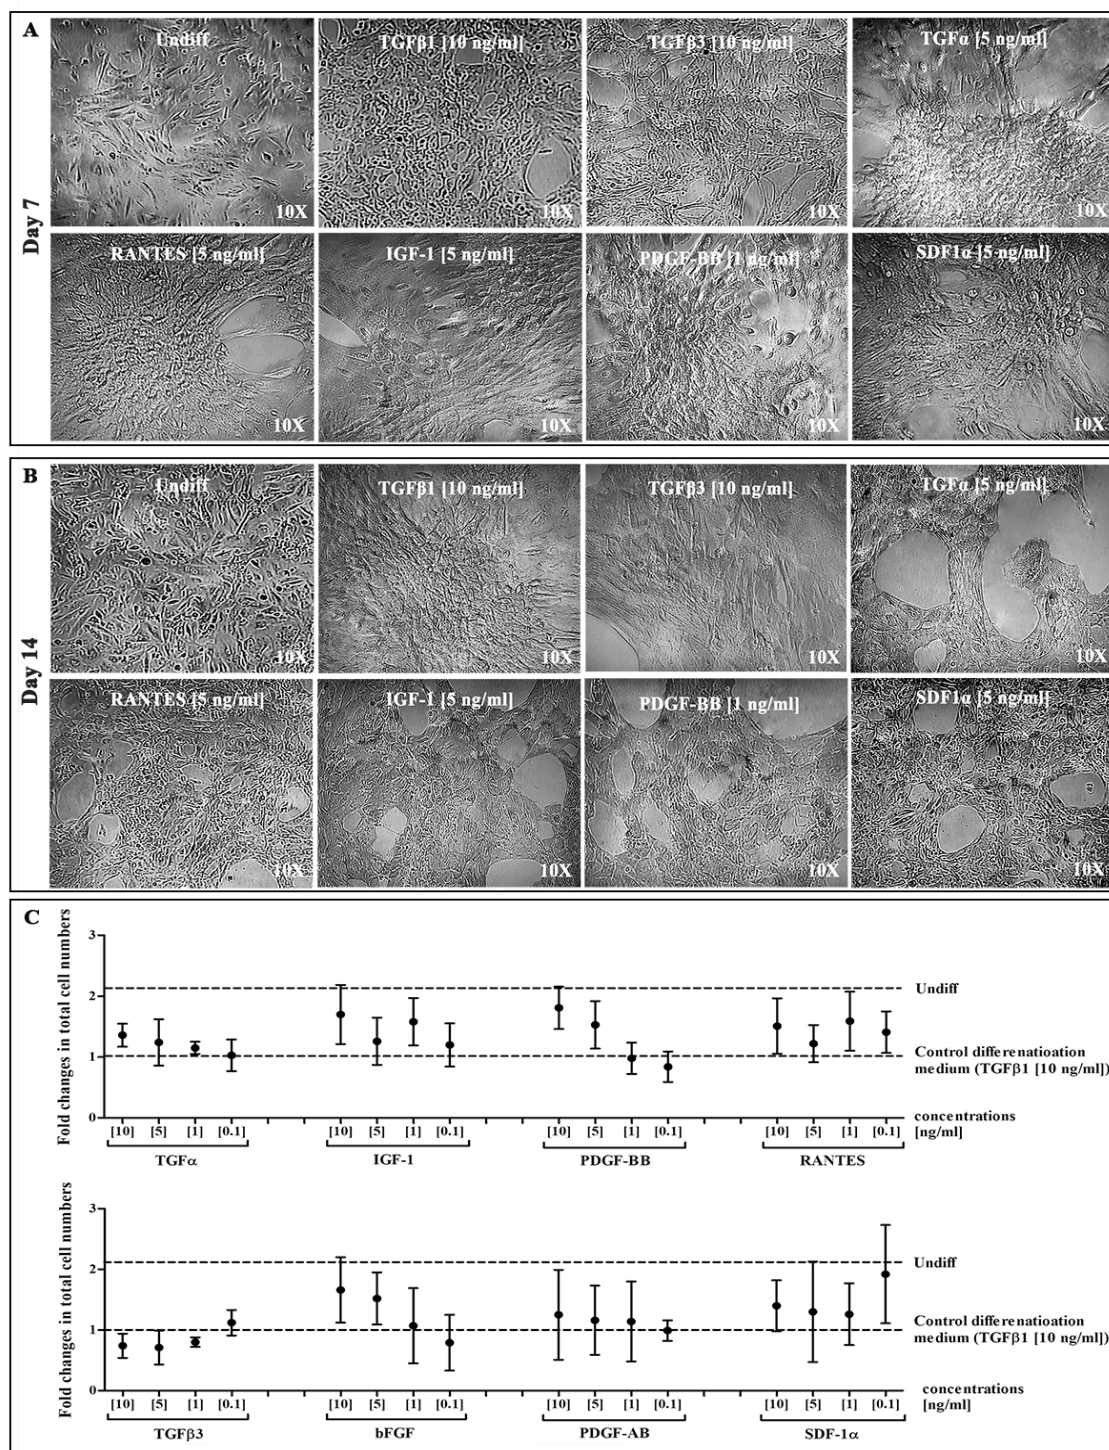 A
Day 7
Undiff
10X
TGFβ1 [10 ng/ml]
10X
TGFβ3 [10 ng/ml]
10X
TGFα [5 ng/ml]
10X
RANTES [5 ng/ml]
10X
IGF-1 [5 ng/ml]
10X
PDGF-BB [1 ng/ml]
10X
SDF1α [5 ng/ml]
10X
B
Day 14
Undiff
10X
TGFβ1 [10 ng/ml]
10X
TGFβ3 [10 ng/ml]
10X
TGFα [5 ng/ml]
10X
RANTES [5 ng/ml]
10X
IGF-1 [5 ng/ml]
10X
PDGF-BB [1 ng/ml]
10X
SDF1α [5 ng/ml]
10X
C
Fold changes in total cell numbers
3
2
1
0
Undiff
Control differenatioation
medium (TGFβ1 [10 ng/ml])
concentrations
[ng/ml]
[10] [5] [1] [0.1] [10] [5] [1] [0.1] [10] [5] [1] [0.1] [10] [5] [1] [0.1]
TGFα IGF-1 PDGF-BB RANTES
Fold changes in total cell numbers
3
2
1
0
Undiff
Control differenatioation
medium (TGFβ1 [10 ng/ml])
concentrations
[ng/ml]
[10] [5] [1] [0.1] [10] [5] [1] [0.1] [10] [5] [1] [0.1] [10] [5] [1] [0.1]
TGFβ3 bFGF PDGF-AB SDF-1α